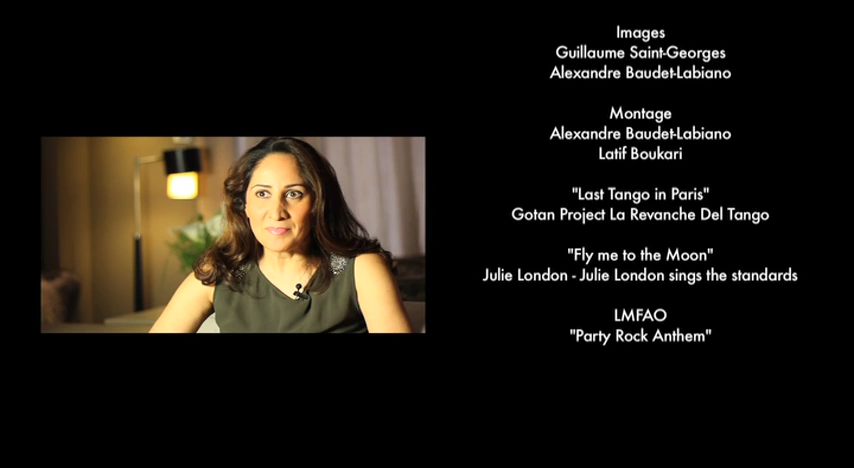 Images
Guillaume Saint-Georges
Alexandre Baudet-Labiano
Montage
Alexandre Baudet-Labiano
Latif Boukari
"Last Tango in Paris"
Gotan Project La Revanche Del Tango
"Fly me to the Moon"
Julie London - Julie London sings the standards
LMFAO
"Party Rock Anthem"